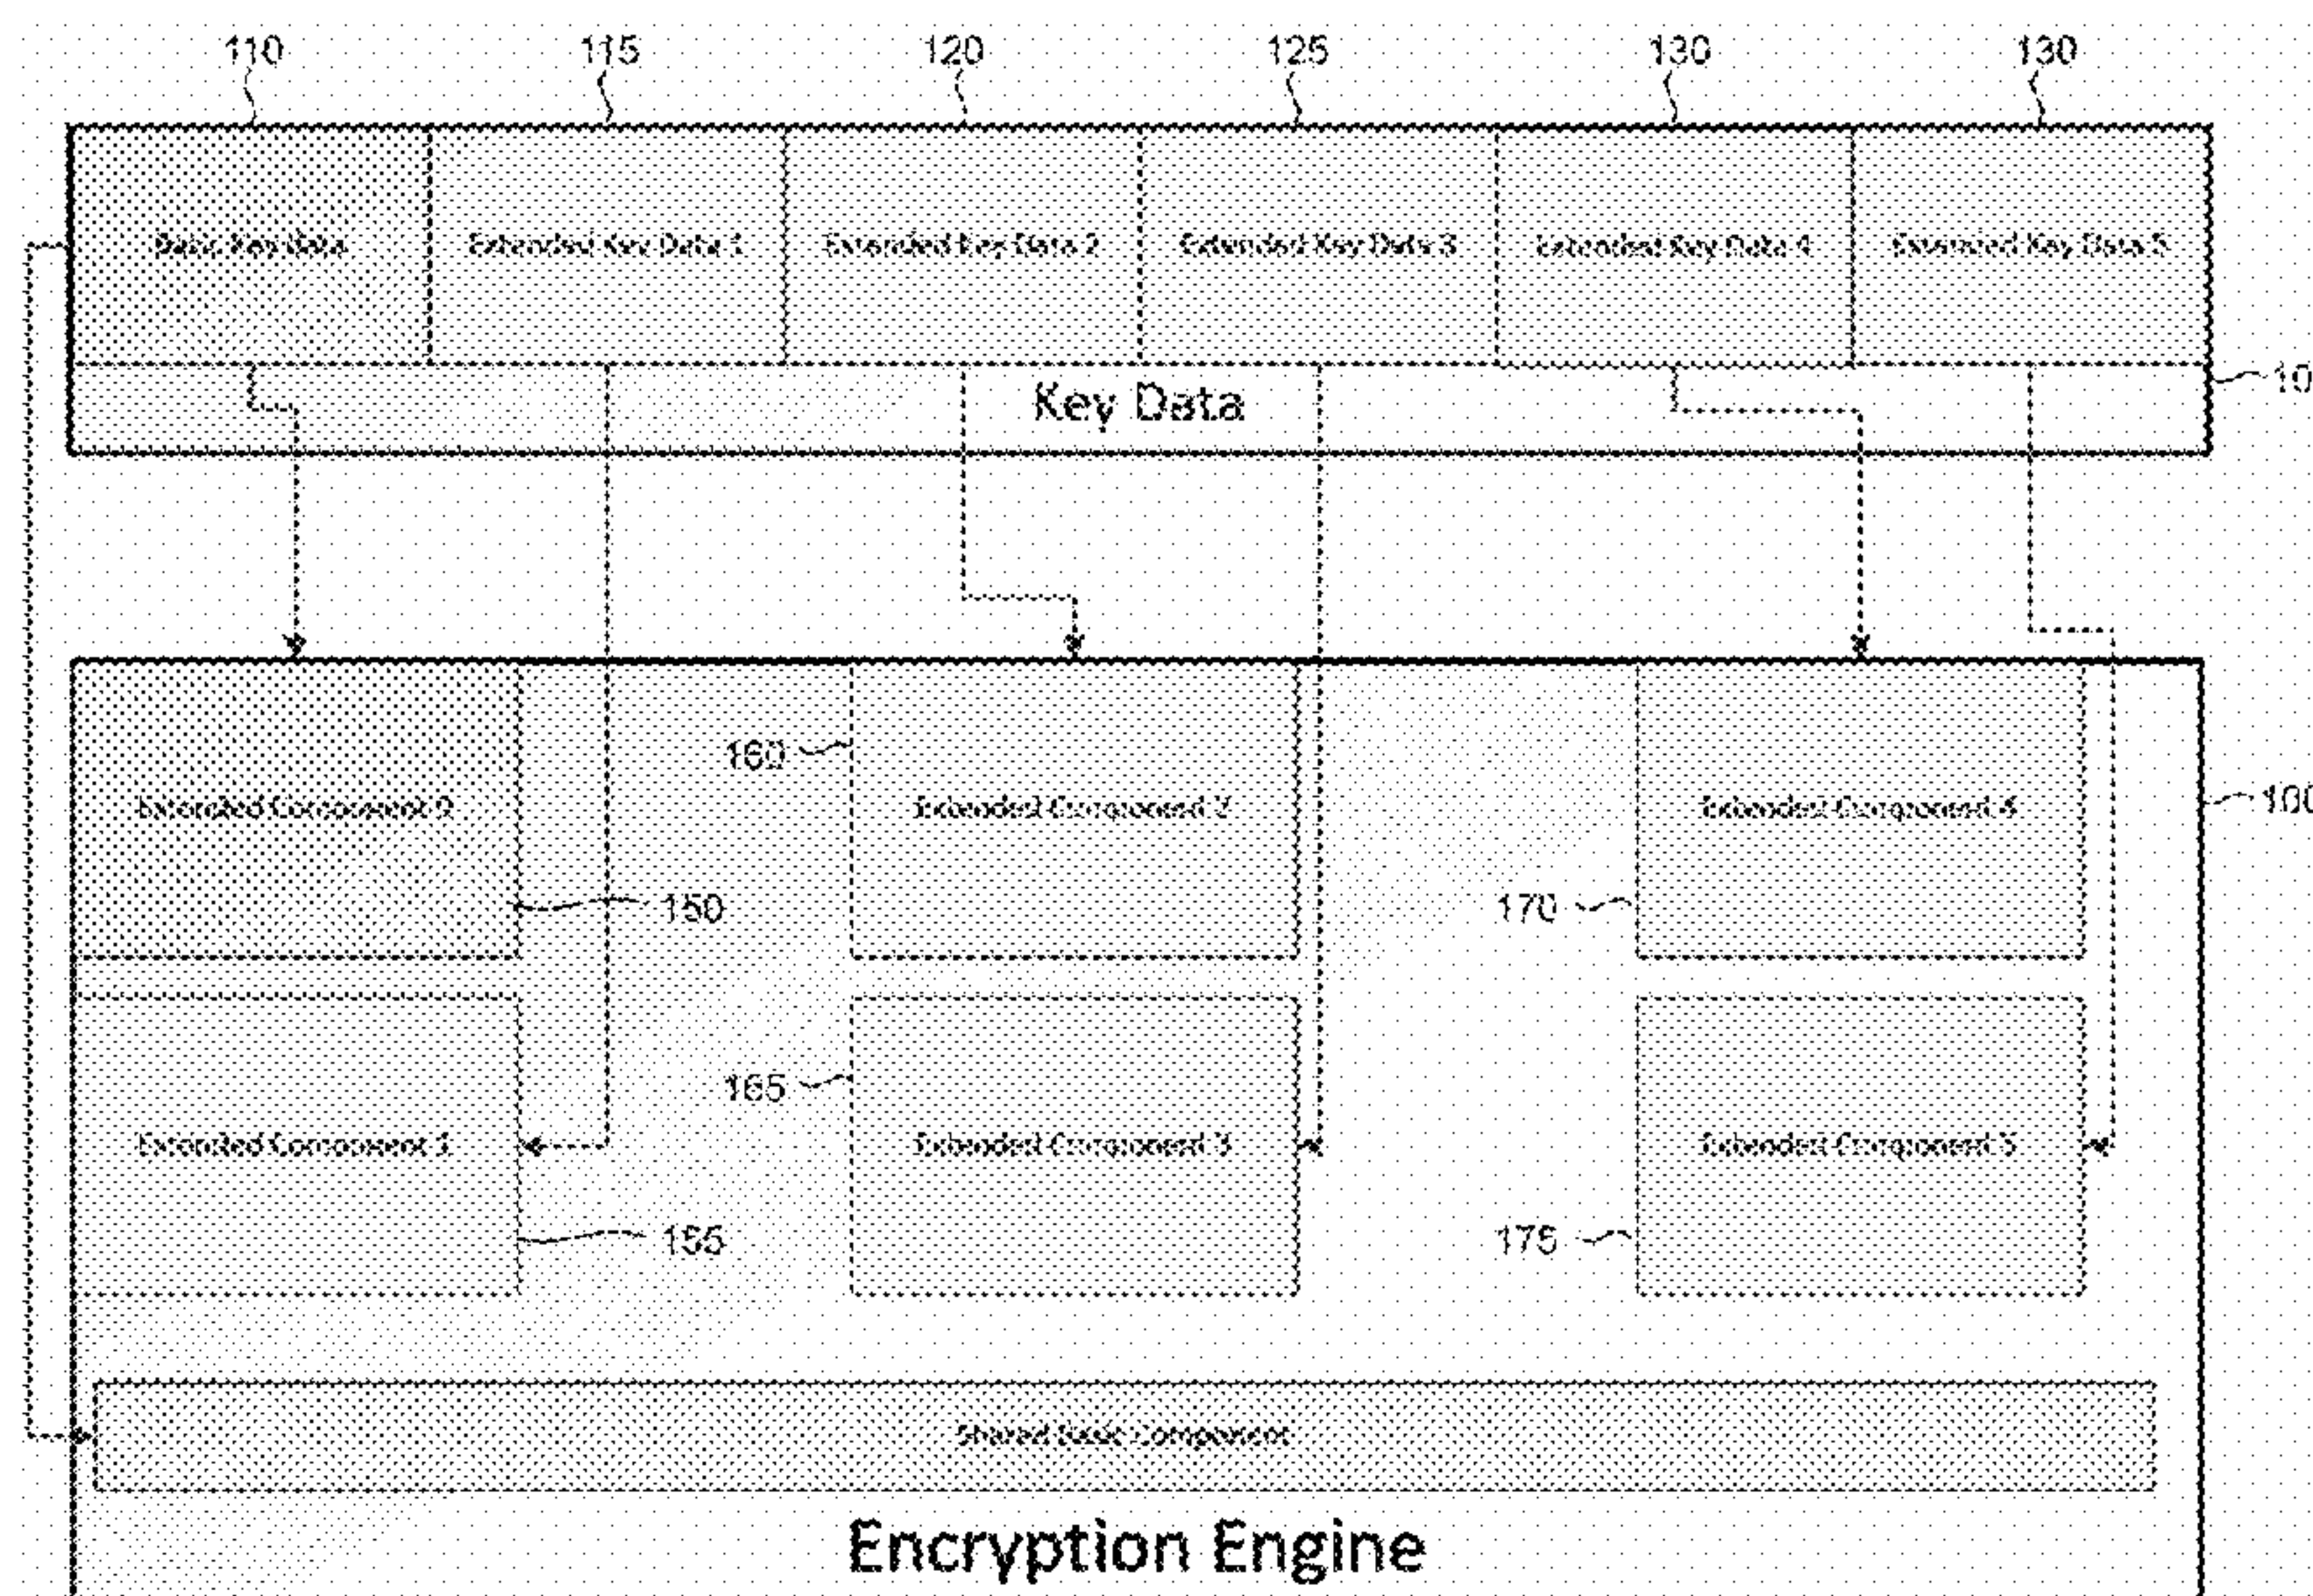 110 115 120 125 130 130
Basic Key Data Extended Key Data 1 Extended Key Data 2 Extended Key Data 3 Extended Key Data 4 Extended Key Data 5
10
Key Data
160
100
Extended Component 0 Extended Component 2 Extended Component 4
150 170
165
Extended Component 1 Extended Component 3 Extended Component 5
155 175
Shared Basic Component
Encryption Engine